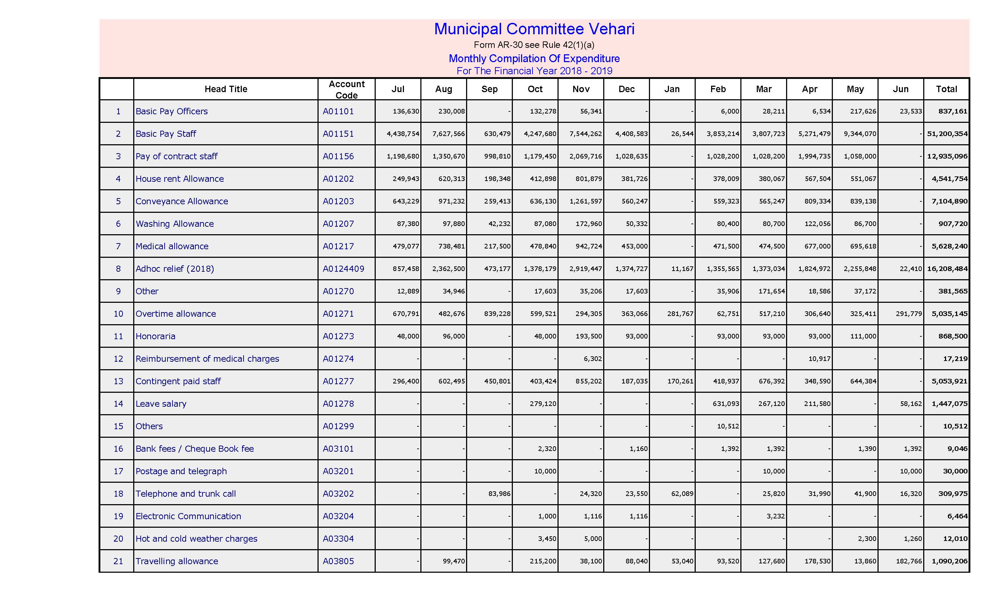 Municipal Committee Vehari
Form AR-30 see Rule 42(1)(a)
Monthly Compilation Of Expenditure
For The Financial Year 2018 - 2019
Head Title Account Code Jul Aug Sep Oct Nov Dec Jan Feb Mar Apr May Jun Total
1 Basic Pay Officers A01101 136,630 230,008 - 132,278 56,341 - - 6,000 28,211 6,534 217,626 23,533 837,161
2 Basic Pay Staff A01151 4,438,754 7,627,566 630,479 4,247,680 7,544,262 4,408,583 26,544 3,853,214 3,807,723 5,271,479 9,344,070 - 51,200,354
3 Pay of contract staff A01156 1,198,680 1,350,670 998,810 1,179,450 2,069,716 1,028,635 - 1,028,200 1,028,200 1,994,735 1,058,000 - 12,935,096
4 House rent Allowance A01202 249,943 620,313 198,348 412,898 801,879 381,726 - 378,009 380,067 567,504 551,067 - 4,541,754
5 Conveyance Allowance A01203 643,229 971,232 259,413 636,130 1,261,597 560,247 - 559,323 565,247 809,334 839,138 - 7,104,890
6 Washing Allowance A01207 87,380 97,880 42,232 87,080 172,960 50,332 - 80,400 80,700 122,056 86,700 - 907,720
7 Medical allowance A01217 479,077 738,481 217,500 478,840 942,724 453,000 - 471,500 474,500 677,000 695,618 - 5,628,240
8 Adhoc relief (2018) A0124409 857,458 2,362,500 473,177 1,378,179 2,919,447 1,374,727 11,167 1,355,565 1,373,034 1,824,972 2,255,848 22,410 16,208,484
9 Other A01270 12,889 34,946 - 17,603 35,206 17,603 - 35,906 171,654 18,586 37,172 - 381,565
10 Overtime allowance A01271 670,791 482,676 839,228 599,521 294,305 363,066 281,767 62,751 517,210 306,640 325,411 291,779 5,035,145
11 Honoraria A01273 48,000 96,000 - 48,000 193,500 93,000 - 93,000 93,000 93,000 111,000 - 868,500
12 Reimbursement of medical charges A01274 - - - - 6,302 - - - - 10,917 - - 17,219
13 Contingent paid staff A01277 296,400 602,495 450,801 403,424 855,202 187,035 170,261 418,937 676,392 348,590 644,384 - 5,053,921
14 Leave salary A01278 - - - 279,120 - - - 631,093 267,120 211,580 - 58,162 1,447,075
15 Others A01299 - - - - - - - 10,512 - - - - 10,512
16 Bank fees / Cheque Book fee A03101 - - - 2,320 - 1,160 - 1,392 1,392 - 1,390 1,392 9,046
17 Postage and telegraph A03201 - - - 10,000 - - - - 10,000 - - 10,000 30,000
18 Telephone and trunk call A03202 - - 83,986 - 24,320 23,550 62,089 - 25,820 31,990 41,900 16,320 309,975
19 Electronic Communication A03204 - - - 1,000 1,116 1,116 - - 3,232 - - - 6,464
20 Hot and cold weather charges A03304 - - - 3,450 5,000 - - - - - 2,300 1,260 12,010
21 Travelling allowance A03805 - 99,470 - 215,200 38,100 88,040 53,040 93,520 127,680 178,530 13,860 182,766 1,090,206